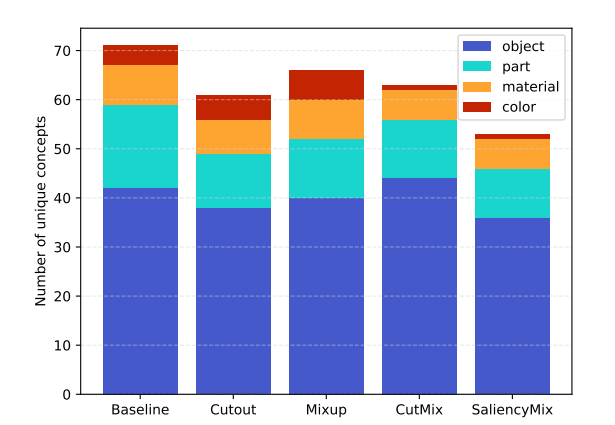 Number of unique concepts
70
60
50
40
30
20
10
0
object
part
material
color
Baseline
Cutout
Mixup
CutMix
SaliencyMix